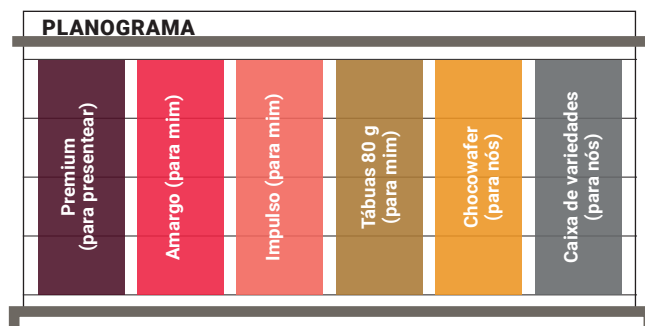 PLANOGRAMA
Premium
(para presentear)
Amargo (para mim)
Impulso (para mim)
Tábuas 80 g
(para mim)
Chocowafer
(para nós)
Caixa de variedades
(para nós)